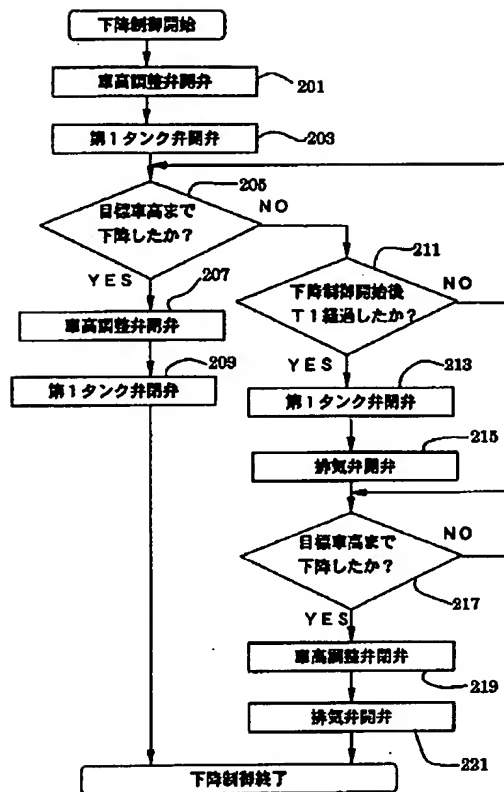 下降制御開始
車高調整弁開弁
201
第1タンク弁開弁
203
205
目標車高まで
下降したか？
NO
YES
207
車高調整弁閉弁
209
第1タンク弁閉弁
211
下降制御開始後
T1経過したか？
NO
YES
213
第1タンク弁閉弁
215
排気弁開弁
目標車高まで
下降したか？
NO
217
YES
車高調整弁閉弁
219
排気弁閉弁
221
下降制御終了